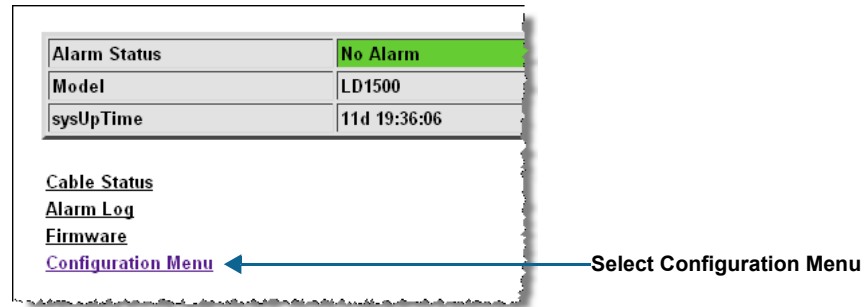 Alarm Status No Alarm
Model LD1500
sysUpTime 11d 19:36:06
Cable Status
Alarm Log
Firmware
Configuration Menu Select Configuration Menu